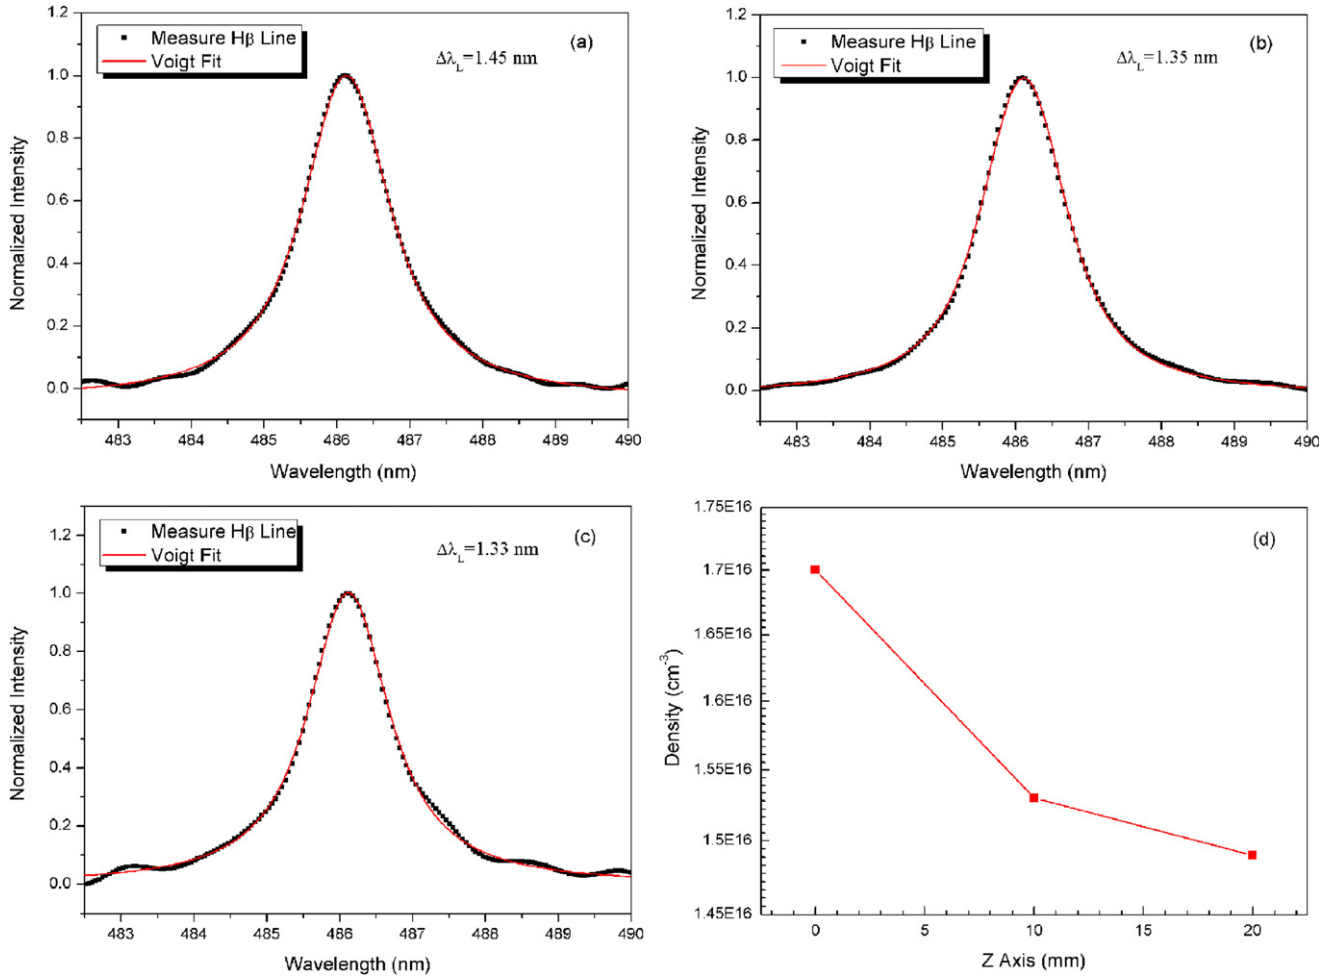 1.2
1.0
0.8
0.6
0.4
0.2
0.0
Normalized Intensity
Measure Hβ Line
Voigt Fit
(a)
Δλ_L=1.45 nm
483 484 485 486 487 488 489 490
Wavelength (nm)
1.2
1.0
0.8
0.6
0.4
0.2
0.0
Normalized Intensity
Measure Hβ Line
Voigt Fit
(b)
Δλ_L=1.35 nm
483 484 485 486 487 488 489 490
Wavelength (nm)
1.2
1.0
0.8
0.6
0.4
0.2
0.0
Normalized Intensity
Measure Hβ Line
Voigt Fit
(c)
Δλ_L=1.33 nm
483 484 485 486 487 488 489 490
Wavelength (nm)
1.75E16
1.7E16
1.65E16
1.6E16
1.55E16
1.5E16
1.45E16
Density (cm⁻³)
(d)
0 5 10 15 20
Z Axis (mm)